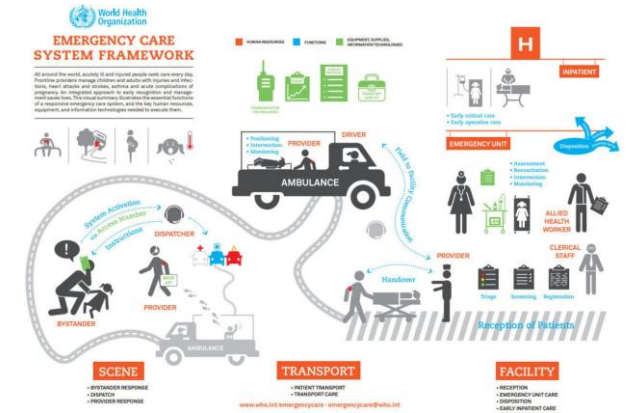 World Health
Organization
EMERGENCY CARE
SYSTEM FRAMEWORK
All around the world, acutely ill and injured people seek care every day.
Frontline providers manage children and adults with injuries and infec-
tions, heart attacks and strokes, asthma and acute complications of
pregnancy. An integrated approach to early recognition and manage-
ment saves lives. This visual summary illustrates the essential functions
of a responsive emergency care system, and the key human resources,
equipment, and information technologies needed to execute them.
HUMAN RESOURCES
FUNCTIONS
EQUIPMENT, SUPPLIES,
INFORMATION TECHNOLOGIES
H
INPATIENT
• Early critical care
• Early operative care
Disposition
EMERGENCY UNIT
• Assessment
• Resuscitation
• Intervention
• Monitoring
ALLIED
HEALTH
WORKER
CLERICAL
STAFF
• Positioning
• Intervention
• Monitoring
PROVIDER
DRIVER
AMBULANCE
Field to Facility Communication
System Activation
via Access Number
Instructions
DISPATCHER
BYSTANDER
PROVIDER
AMBULANCE
PROVIDER
Handover
Triage
Screening
Registration
Reception of Patients
SCENE
• BYSTANDER RESPONSE
• DISPATCH
• PROVIDER RESPONSE
TRANSPORT
• PATIENT TRANSPORT
• TRANSPORT CARE
FACILITY
• RECEPTION
• EMERGENCY UNIT CARE
• DISPOSITION
• EARLY INPATIENT CARE
www.who.int/emergencycare - emergencycare@who.int